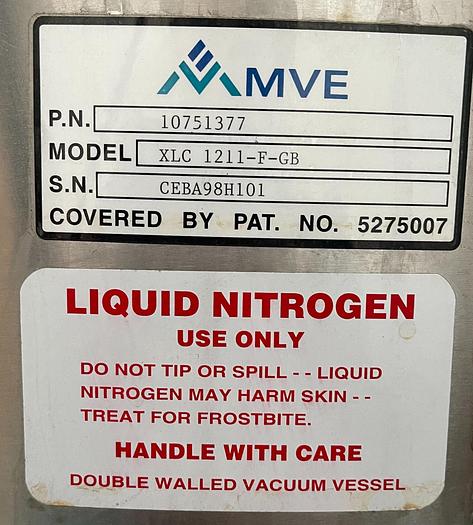 MVE
P.N. 10751377
MODEL XLC 1211-F-GB
S.N. CEBA98H101
COVERED BY PAT. NO. 5275007
LIQUID NITROGEN
USE ONLY
DO NOT TIP OR SPILL - - LIQUID
NITROGEN MAY HARM SKIN - -
TREAT FOR FROSTBITE.
HANDLE WITH CARE
DOUBLE WALLED VACUUM VESSEL